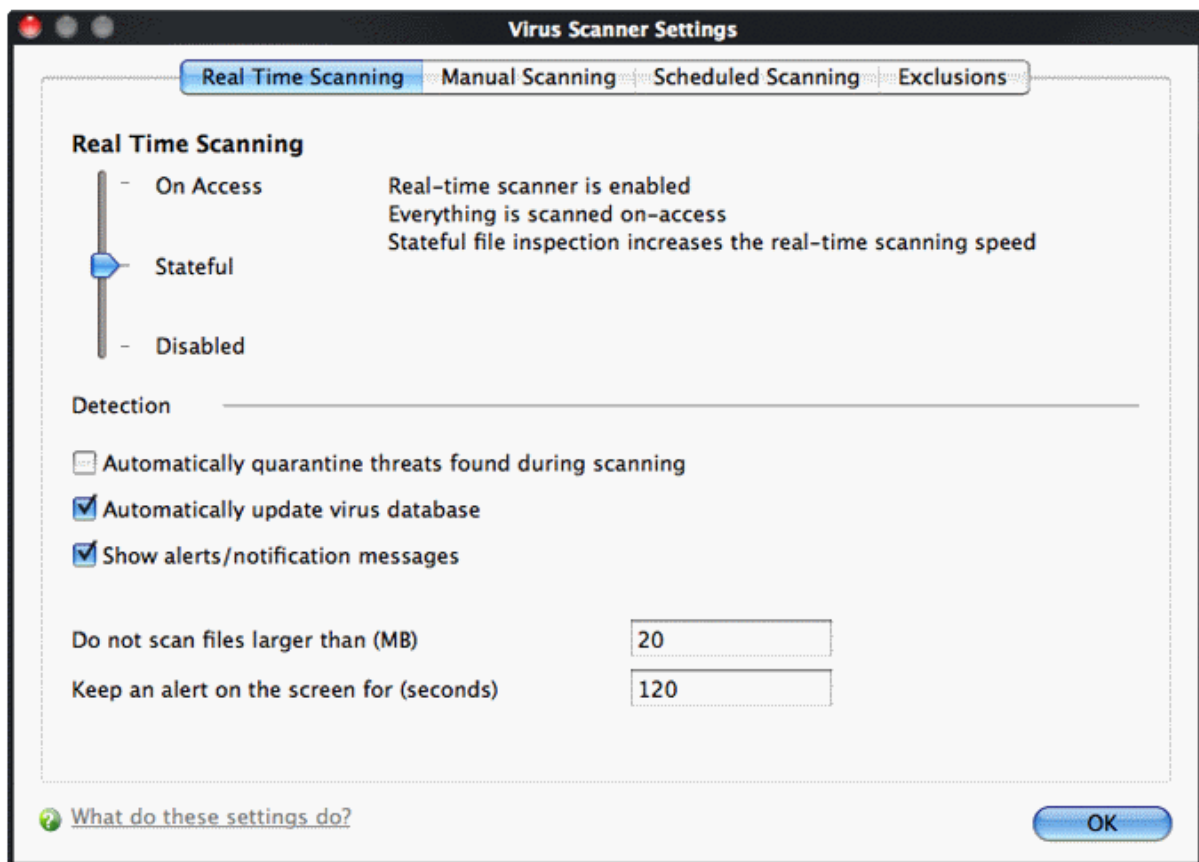 Virus Scanner Settings
Real Time Scanning Manual Scanning Scheduled Scanning Exclusions
Real Time Scanning
On Access
Real-time scanner is enabled
Everything is scanned on-access
Stateful file inspection increases the real-time scanning speed
Stateful
Disabled
Detection
Automatically quarantine threats found during scanning
Automatically update virus database
Show alerts/notification messages
Do not scan files larger than (MB) 20
Keep an alert on the screen for (seconds) 120
What do these settings do?
OK